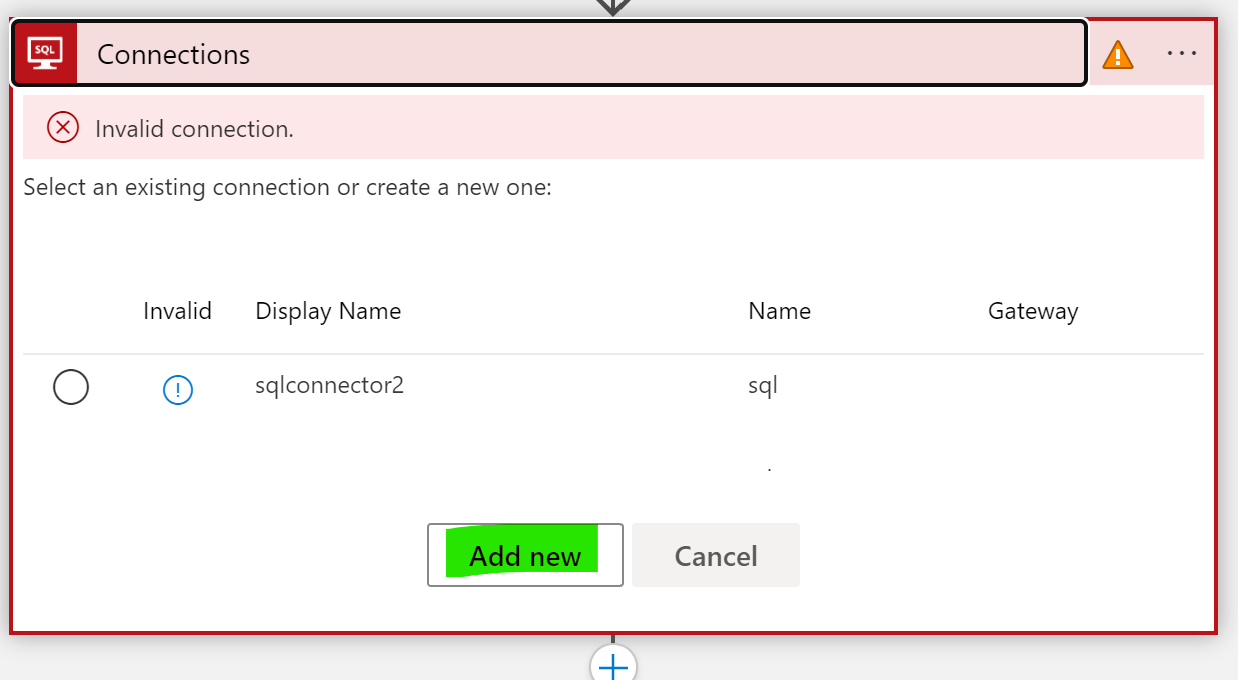 SQL Connections ...
Invalid connection.
Select an existing connection or create a new one:
Invalid Display Name Name Gateway
sqlconnector2 sql
.
Add new Cancel